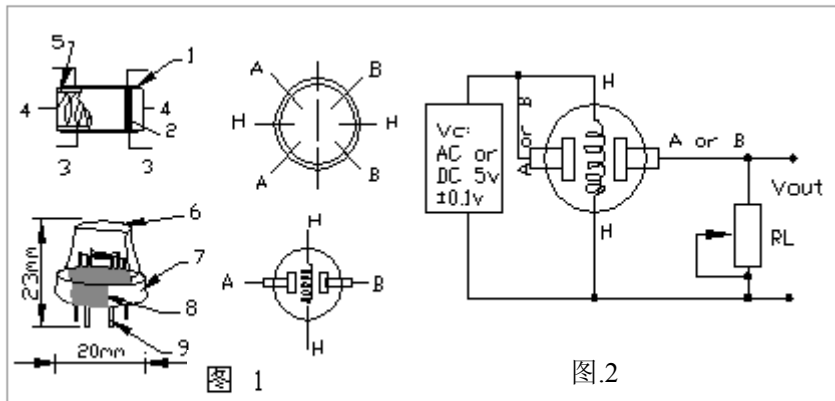 5
1
4
4
2
3
3
A
B
H
H
A
B
6
7
8
9
23mm
20mm
H
A
B
H
图 1
Vc:
AC or
DC 5v
±0.1v
A or B
H
H
A or B
Vout
RL
图.2